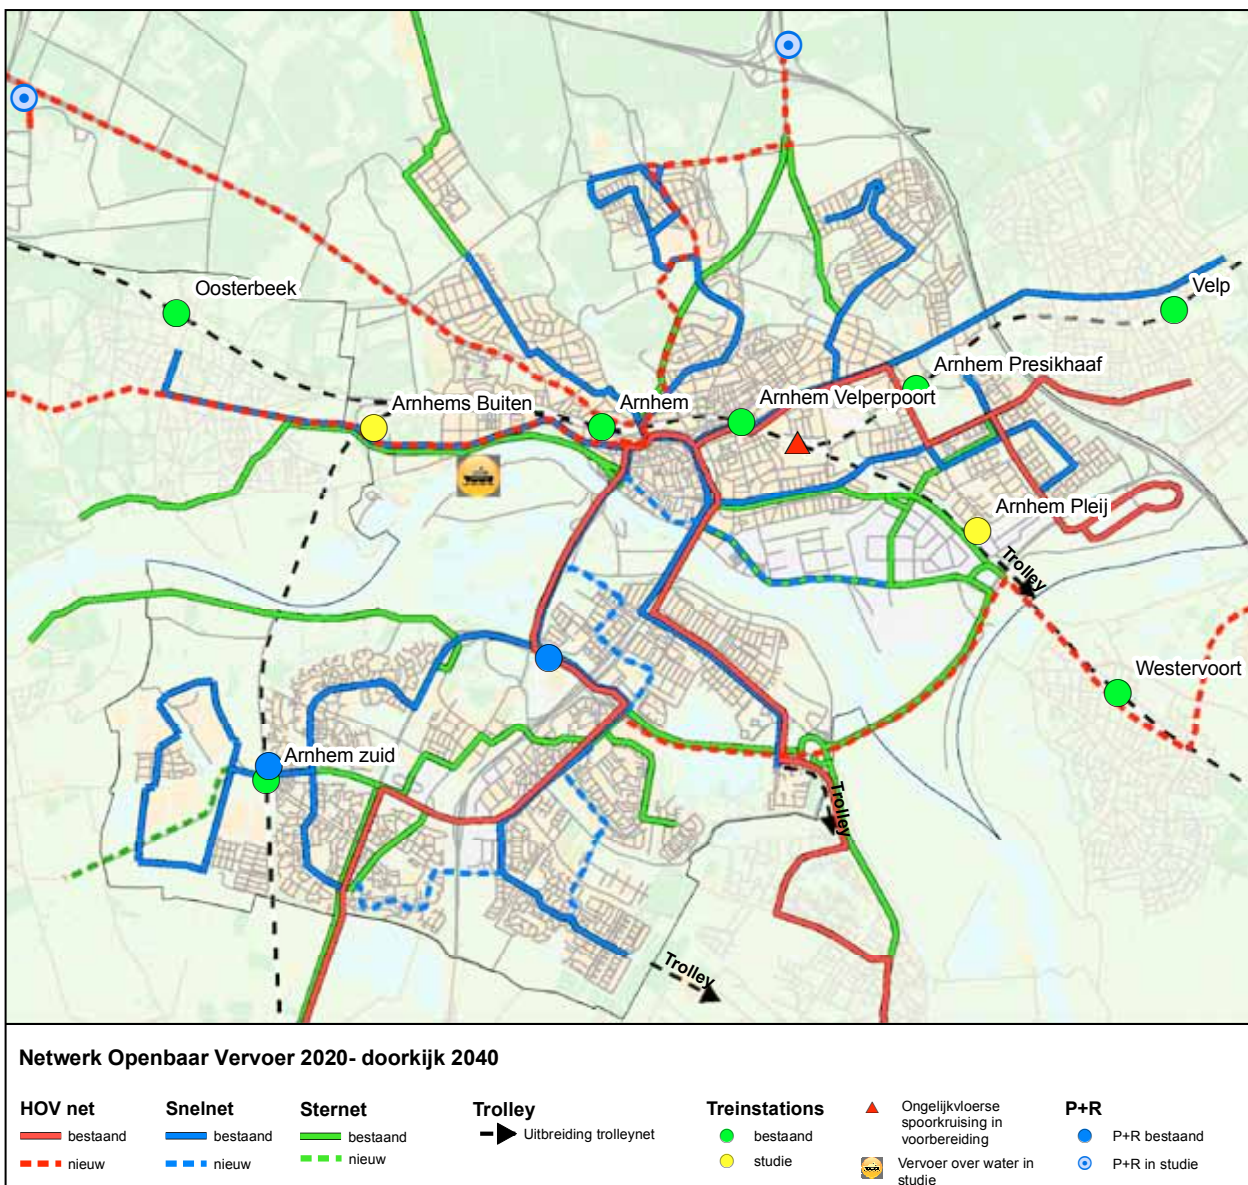 Oosterbeek
Velp
Arnhem Presikhaaf
Arnhems Buiten
Arnhem
Arnhem Velperpoort
Arnhem Pleij
Trolley
Westervoort
Arnhem zuid
Trolley
Trolley
Netwerk Openbaar Vervoer 2020- doorkijk 2040
HOV net
bestaand
nieuw
Snelnet
bestaand
nieuw
Sternet
bestaand
nieuw
Trolley
Uitbreiding trolleynet
Treinstations
bestaand
studie
Ongelijkvloerse
spoorkruising in
voorbereiding
Vervoer over water in
studie
P+R
P+R bestaand
P+R in studie